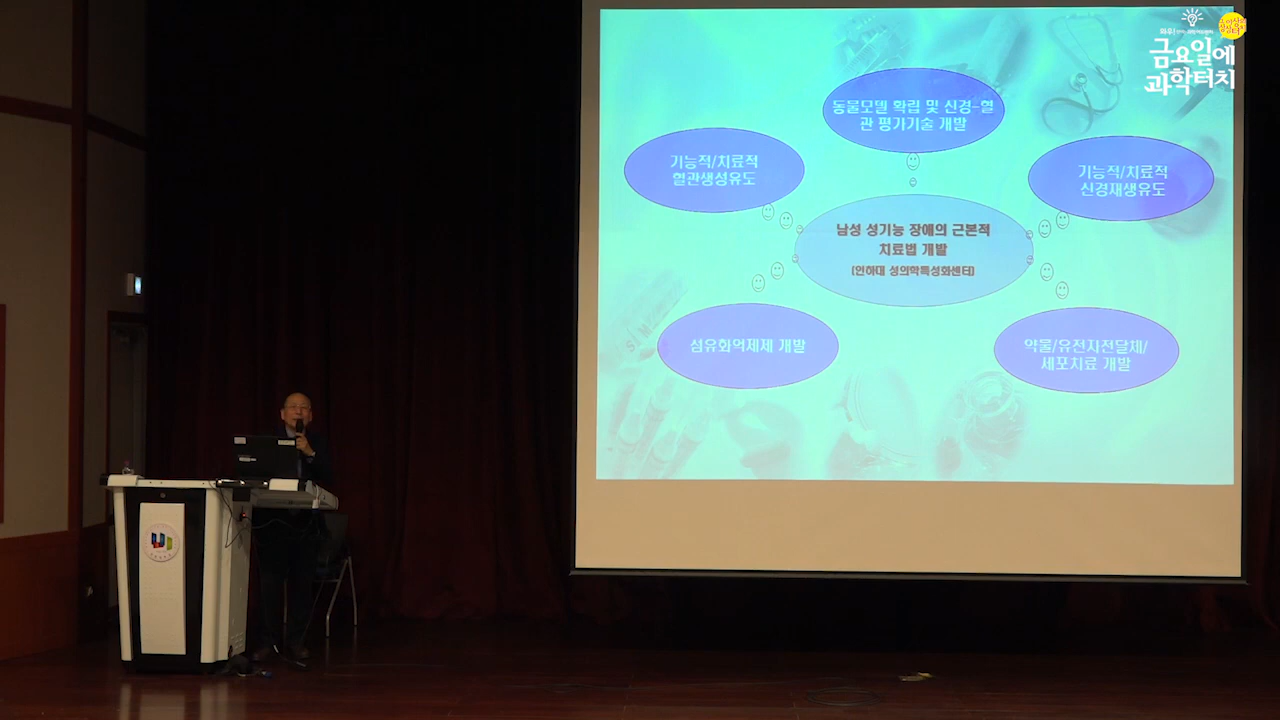 동물모델 확립 및 신경-혈
관 평가기술 개발
기능적/치료적
혈관생성유도
기능적/치료적
신경재생유도
남성 성기능 장애의 근본적
치료법 개발
(인하대 성의학특성화센터)
섬유화억제제 개발
약물/유전자전달체/
세포치료 개발
금요일에
과학터치